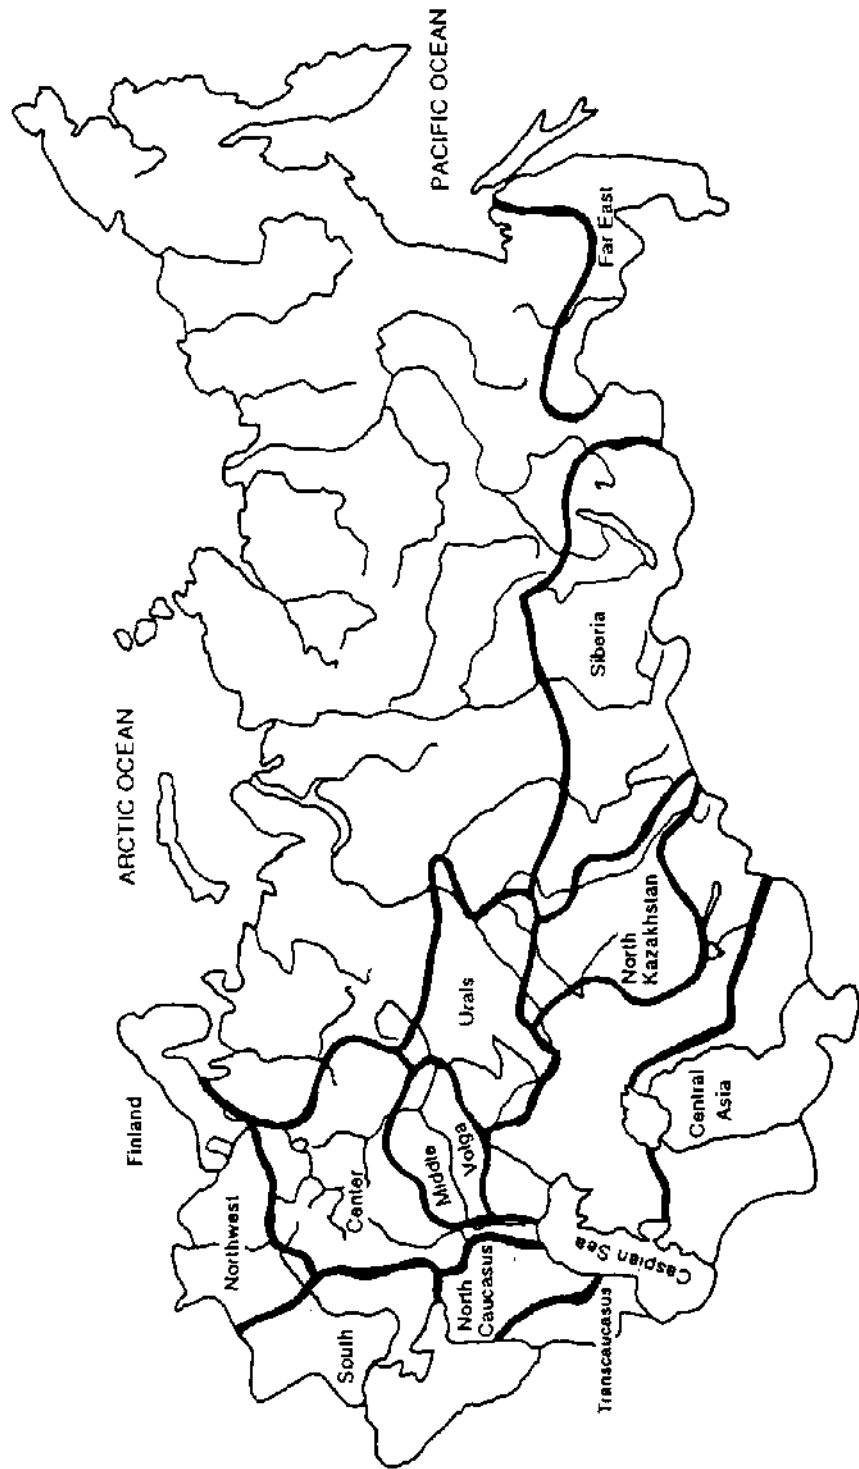 ARCTIC OCEAN
PACIFIC OCEAN
Finland
Northwest
Center
South
Middle
Volga
Urals
North
Caucasus
Transcaucasus
Caspian Sea
Central
Asia
North
Kazakhstan
Siberia
Far East